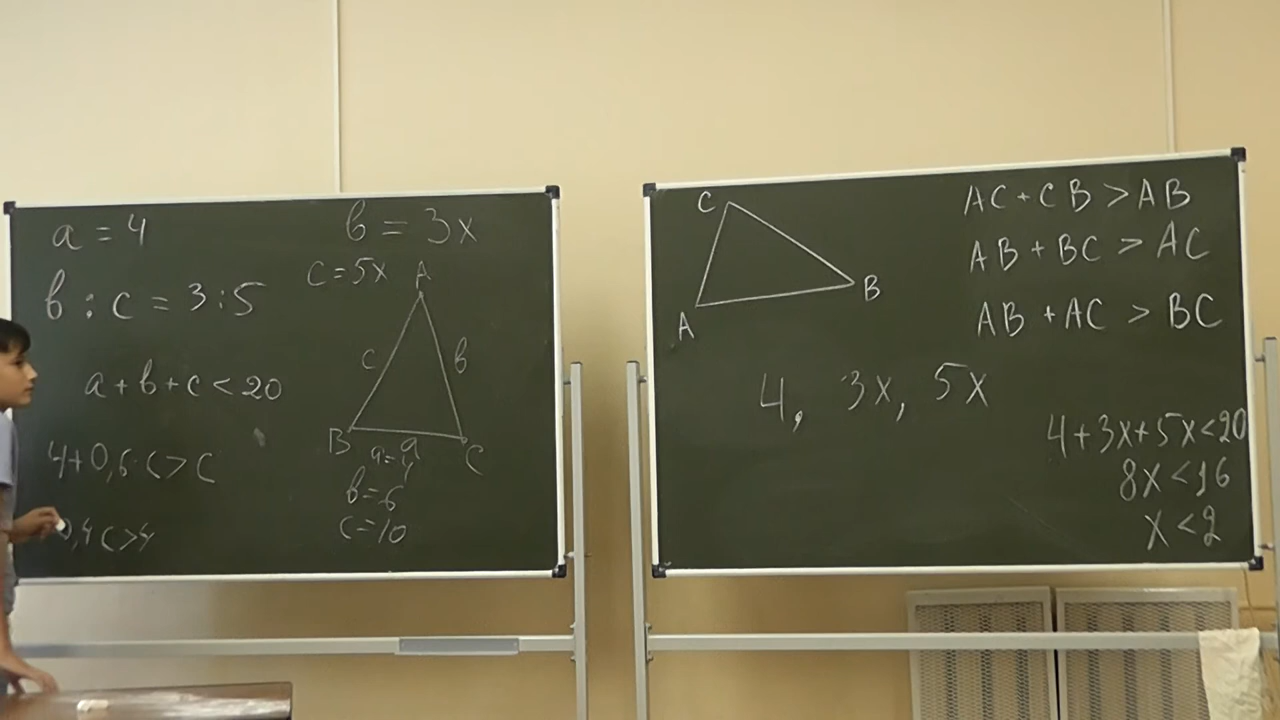 a = 4
в = 3x
c = 5x
в : c = 3 : 5
A
c
в
a + в + c < 20
B
a
C
a = 4
4 + 0,6·c > c
в = 6
c = 10
0,4c > 4
C
B
A
AC + CB > AB
AB + BC > AC
AB + AC > BC
4, 3x, 5x
4 + 3x + 5x < 20
8x < 16
x < 2